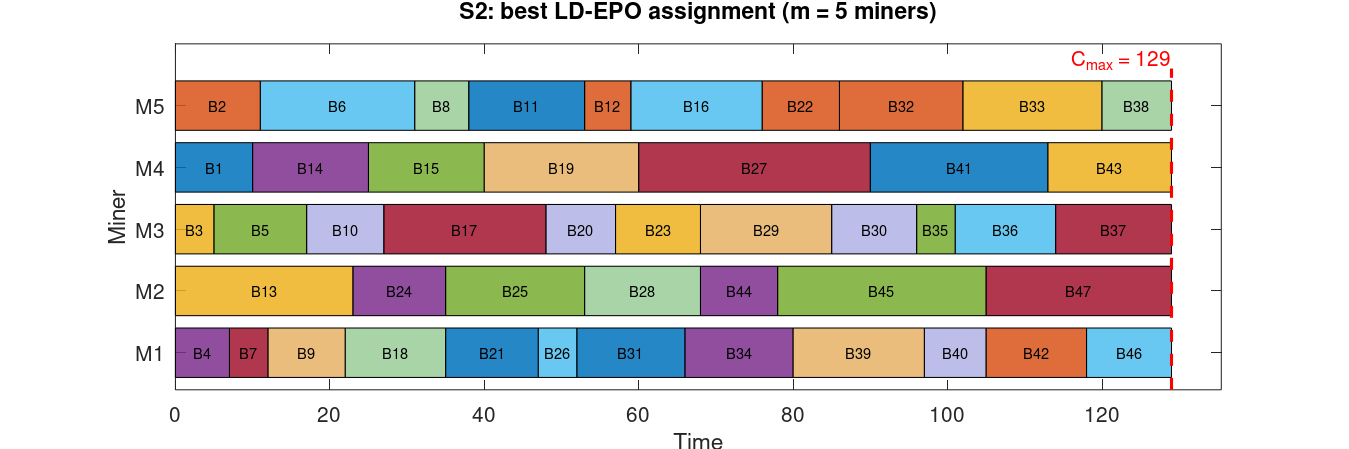 S2: best LD-EPO assignment (m = 5 miners)
Cmax = 129
M5 B2 B6 B8 B11 B12 B16 B22 B32 B33 B38
M4 B1 B14 B15 B19 B27 B41 B43
M3 B3 B5 B10 B17 B20 B23 B29 B30 B35 B36 B37
M2 B13 B24 B25 B28 B44 B45 B47
M1 B4 B7 B9 B18 B21 B26 B31 B34 B39 B40 B42 B46
Miner
0 20 40 60 80 100 120
Time